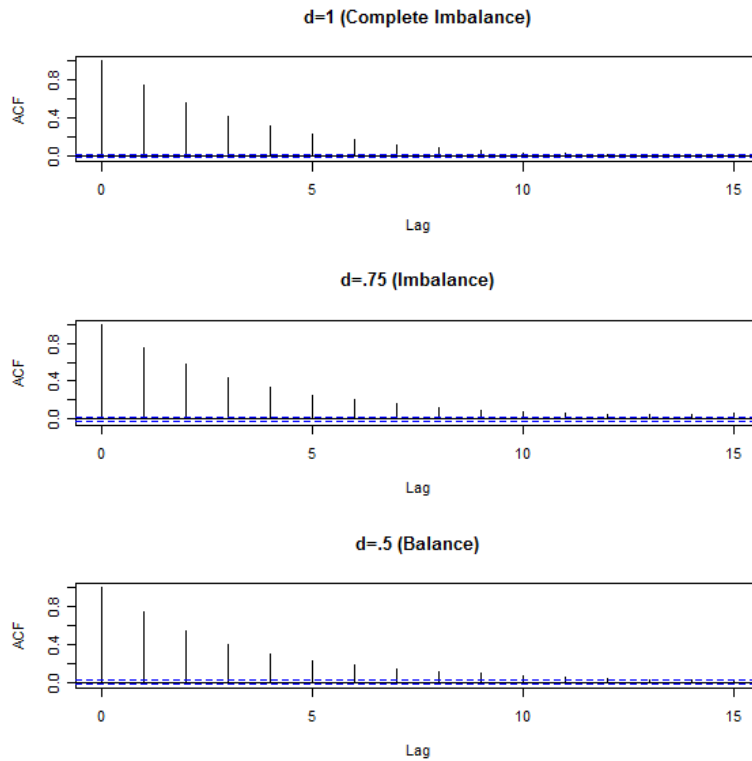 d=1 (Complete Imbalance)
ACF
0.0 0.4 0.8
0 5 10 15
Lag
d=.75 (Imbalance)
ACF
0.0 0.4 0.8
0 5 10 15
Lag
d=.5 (Balance)
ACF
0.0 0.4 0.8
0 5 10 15
Lag